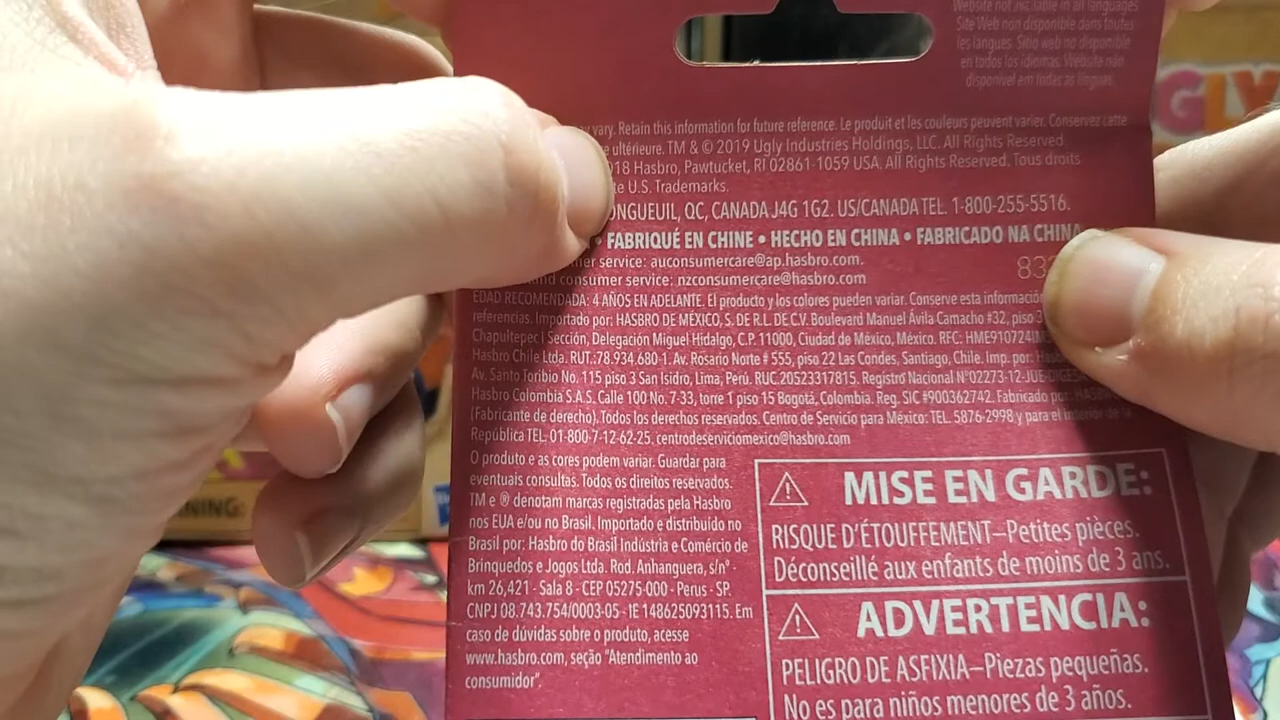 Website not available in all languages
Site Web non disponible dans toutes
les langues. Sitio web no disponible
en todos los idiomas. Website não
disponível em todas as línguas.
GLY
vary. Retain this information for future reference. Le produit et les couleurs peuvent varier. Conservez cette
ultérieure. TM & © 2019 Ugly Industries Holdings, LLC. All Rights Reserved.
18 Hasbro, Pawtucket, RI 02861-1059 USA. All Rights Reserved. Tous droits
te U.S. Trademarks.
ONGUEUIL, QC, CANADA J4G 1G2. US/CANADA TEL. 1-800-255-5516.
• FABRIQUÉ EN CHINE • HECHO EN CHINA • FABRICADO NA CHINA
er service: auconsumercare@ap.hasbro.com.
nd consumer service: nzconsumercare@hasbro.com
83
EDAD RECOMENDADA: 4 AÑOS EN ADELANTE. El producto y los colores pueden variar. Conserve esta información
referencias. Importado por: HASBRO DE MÉXICO, S. DE R.L. DE C.V. Boulevard Manuel Ávila Camacho #32, piso 3
Chapultepec I Sección, Delegación Miguel Hidalgo, C.P. 11000, Ciudad de México, México. RFC: HME910724
Hasbro Chile Ltda. RUT.:78.934.680-1. Av. Rosario Norte # 555, piso 22 Las Condes, Santiago, Chile. Imp. por: Has
Av. Santo Toribio No. 115 piso 3 San Isidro, Lima, Perú. RUC.20523317815. Registro Nacional N°02273-12-JUE-DIGES
Hasbro Colombia S.A.S. Calle 100 No. 7-33, torre 1 piso 15 Bogotá, Colombia. Reg. SIC #900362742. Fabricado por: HASB
(Fabricante de derecho). Todos los derechos reservados. Centro de Servicio para México: TEL. 5876-2998 y para el interior de la
República TEL. 01-800-7-12-62-25. centrodeserviciomexico@hasbro.com
O produto e as cores podem variar. Guardar para
eventuais consultas. Todos os direitos reservados.
TM e ® denotam marcas registradas pela Hasbro
nos EUA e/ou no Brasil. Importado e distribuído no
Brasil por: Hasbro do Brasil Indústria e Comércio de
Brinquedos e Jogos Ltda. Rod. Anhanguera, s/nº -
km 26,421 - Sala 8 - CEP 05275-000 - Perus - SP.
CNPJ 08.743.754/0003-05 - IE 148625093115. Em
caso de dúvidas sobre o produto, acesse
www.hasbro.com, seção "Atendimento ao
consumidor".
MISE EN GARDE:
RISQUE D'ÉTOUFFEMENT–Petites pièces.
Déconseillé aux enfants de moins de 3 ans.
ADVERTENCIA:
PELIGRO DE ASFIXIA–Piezas pequeñas.
No es para niños menores de 3 años.
NING: